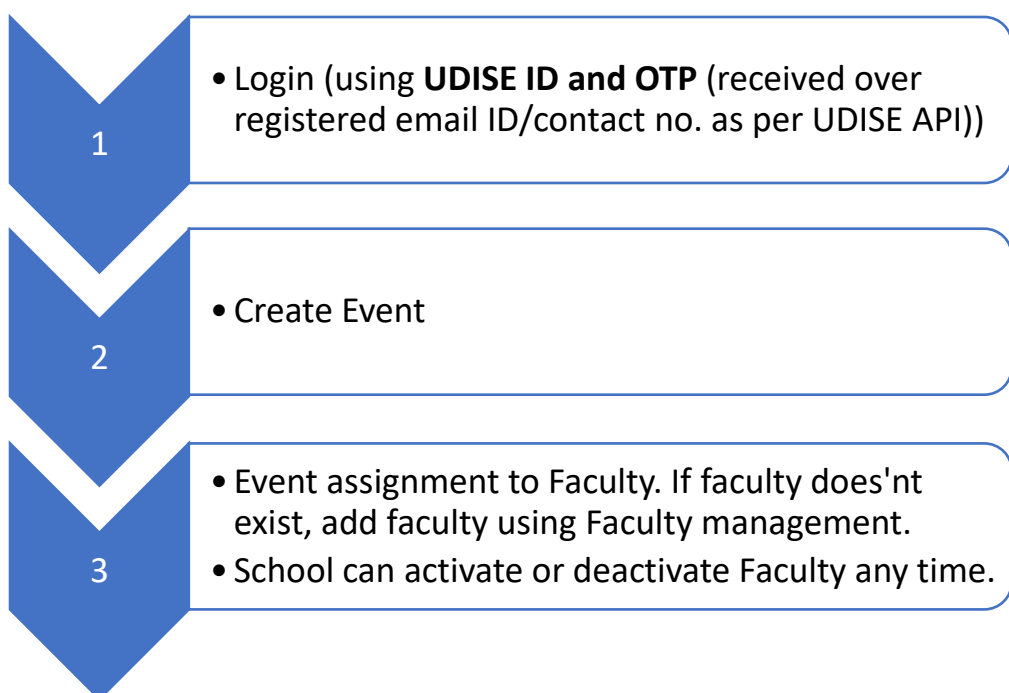 1
• Login (using UDISE ID and OTP (received over
registered email ID/contact no. as per UDISE API))
2
• Create Event
3
• Event assignment to Faculty. If faculty does'nt
exist, add faculty using Faculty management.
• School can activate or deactivate Faculty any time.